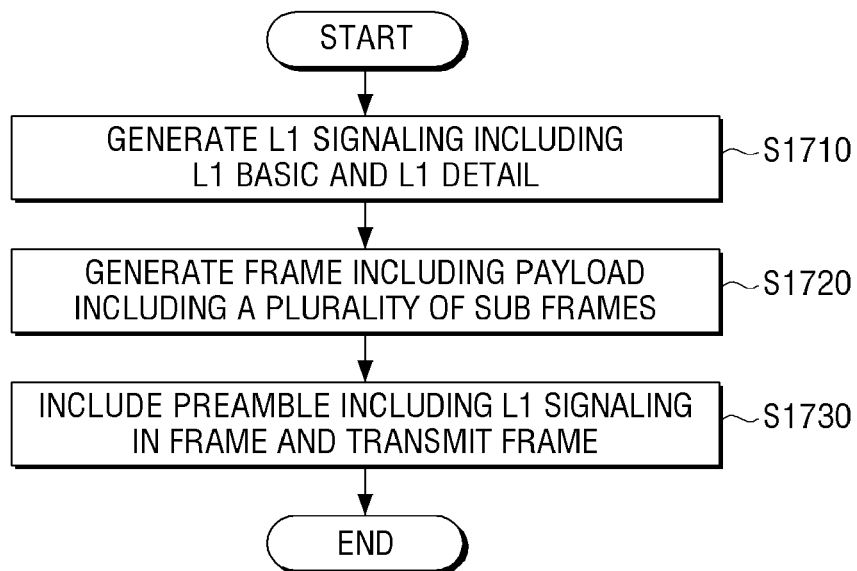 START
GENERATE L1 SIGNALING INCLUDING
L1 BASIC AND L1 DETAIL
S1710
GENERATE FRAME INCLUDING PAYLOAD
INCLUDING A PLURALITY OF SUB FRAMES
S1720
INCLUDE PREAMBLE INCLUDING L1 SIGNALING
IN FRAME AND TRANSMIT FRAME
S1730
END